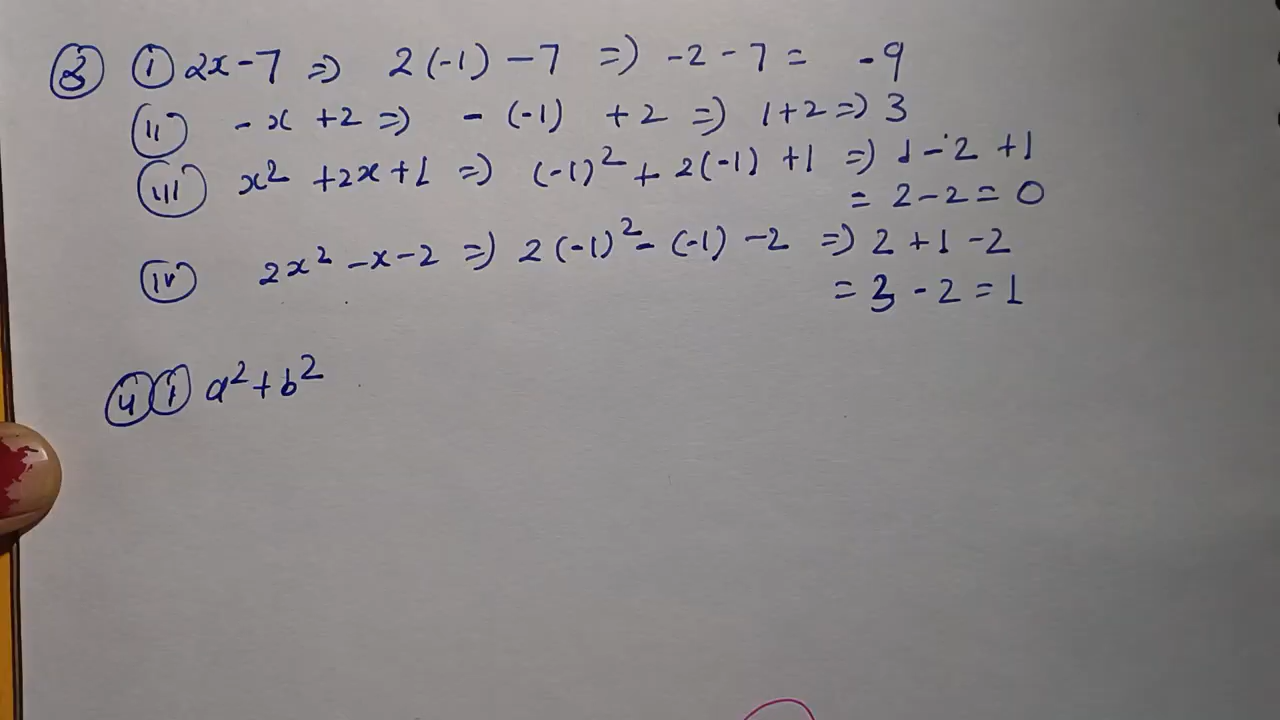 ③ ⓘ 2x - 7 => 2(-1) - 7 => -2 - 7 = -9
ⓘⓘ -x + 2 => -(-1) + 2 => 1 + 2 => 3
ⓘⓘⓘ x² + 2x + 1 => (-1)² + 2(-1) + 1 => 1 - 2 + 1
= 2 - 2 = 0
ⓘⓥ 2x² - x - 2 => 2(-1)² - (-1) - 2 => 2 + 1 - 2
= 3 - 2 = 1
④ ⓘ a² + b²